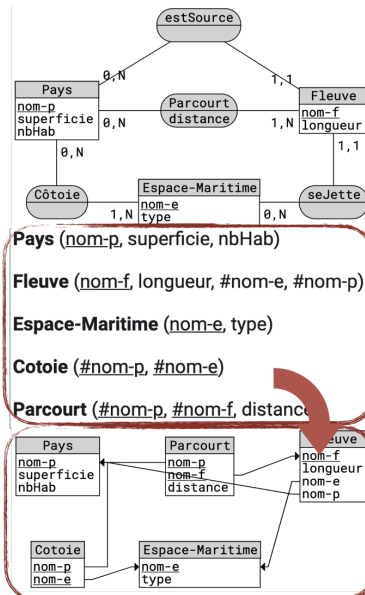 estSource
0,N
1,1
Pays
nom-p
superficie
nbHab
0,N
Parcourt
distance
1,N
Fleuve
nom-f
longueur
0,N
1,1
Côtoie
1,N
Espace-Maritime
nom-e
type
0,N
seJette
Pays (nom-p, superficie, nbHab)
Fleuve (nom-f, longueur, #nom-e, #nom-p)
Espace-Maritime (nom-e, type)
Cotoie (#nom-p, #nom-e)
Parcourt (#nom-p, #nom-f, distance
Pays
nom-p
superficie
nbHab
Parcourt
nom-p
nom-f
distance
leuve
nom-f
longueur
nom-e
nom-p
Cotoie
nom-p
nom-e
Espace-Maritime
nom-e
type